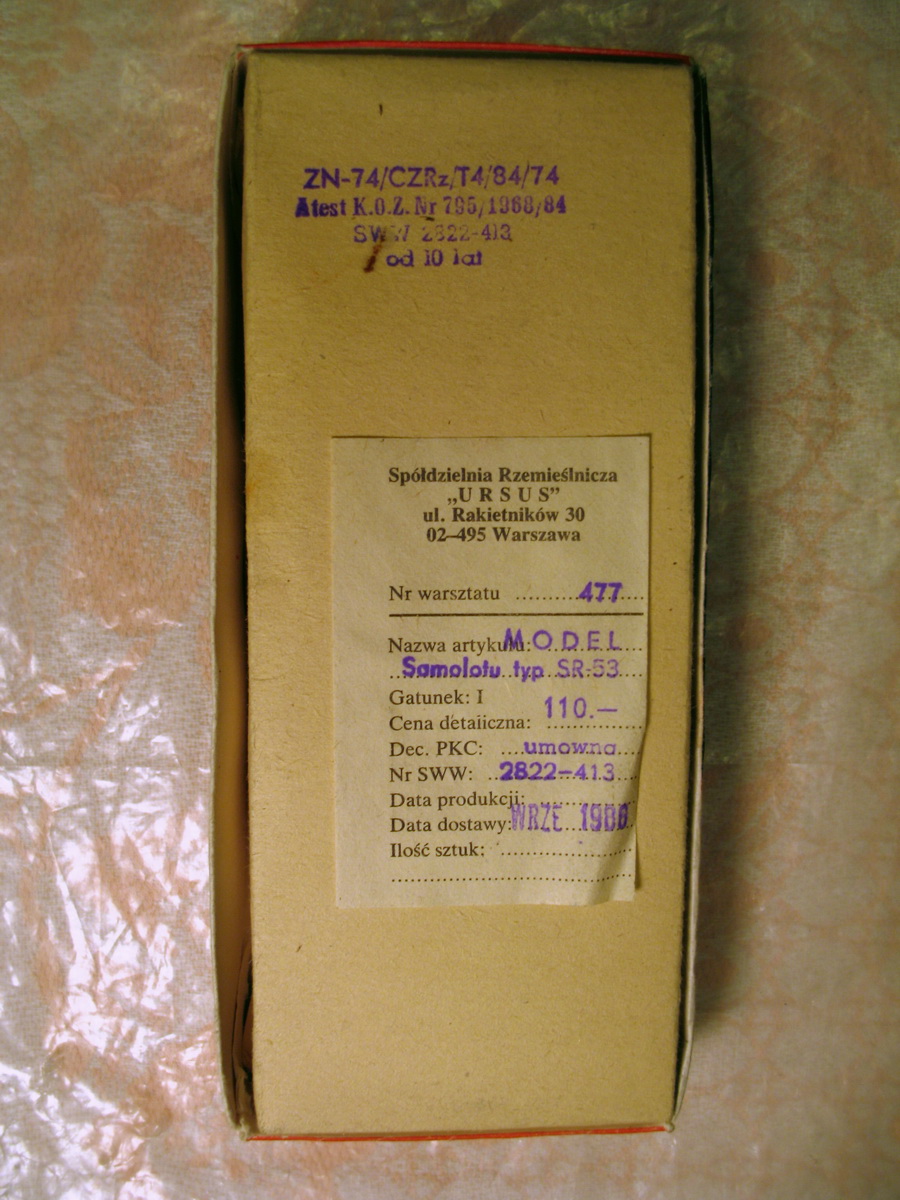 ZN-74/CZRz/T4/84/74
Atest K.O.Z. Nr 795/1968/84
SWW 2822-413
od 10 lat
Spółdzielnia Rzemieślnicza
„URSUS”
ul. Rakietników 30
02–495 Warszawa
Nr warsztatu ..........477....
Nazwa artykułu: MODEL
Samolotu typ SR-53
Gatunek: I
Cena detaliczna: 110.—
Dec. PKC: ....umowna....
Nr SWW: ..2822—413...
Data produkcji:
Data dostawy: WRZE
Ilość sztuk: ....................